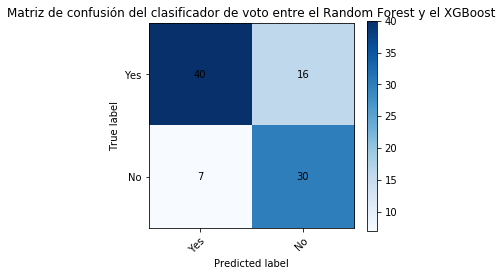 Matriz de confusión del clasificador de voto entre el Random Forest y el XGBoost
Yes
No
True label
40
16
7
30
Yes
No
Predicted label
40
35
30
25
20
15
10